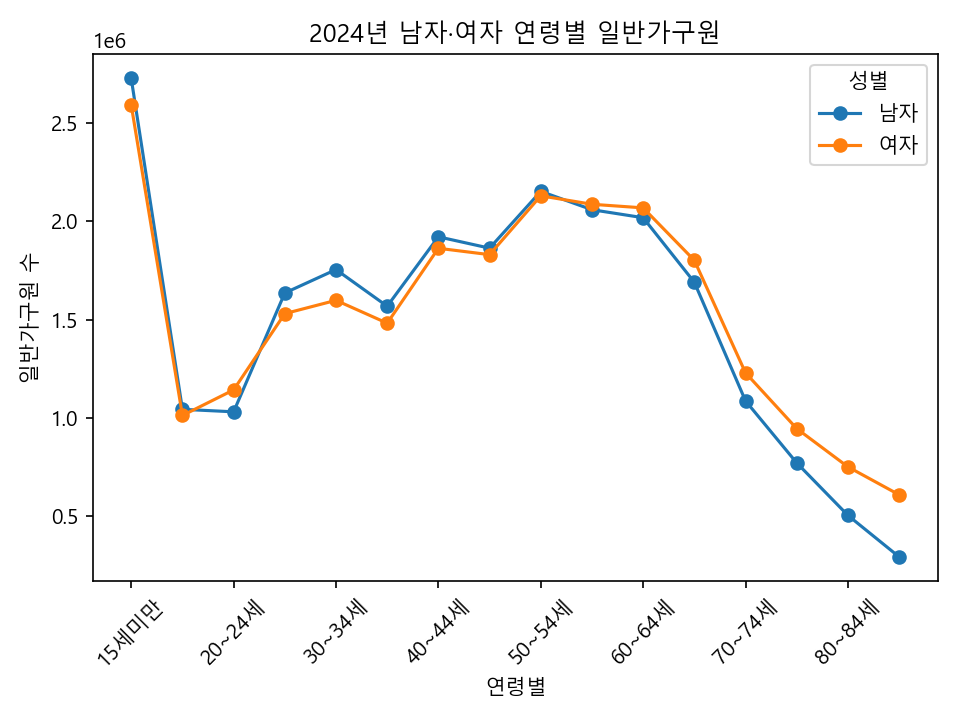 2024년 남자·여자 연령별 일반가구원
1e6
성별
남자
여자
2.5
2.0
1.5
1.0
0.5
일반가구원 수
15세미만
20~24세
30~34세
40~44세
50~54세
60~64세
70~74세
80~84세
연령별